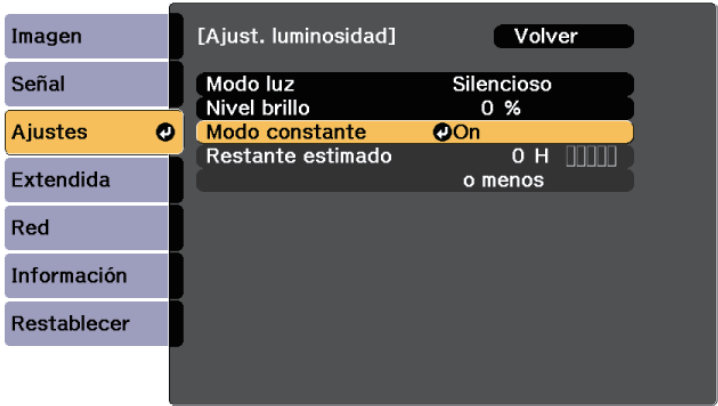 Imagen
Señal
Ajustes
Extendida
Red
Información
Restablecer
[Ajust. luminosidad] Volver
Modo luz Silencioso
Nivel brillo 0 %
Modo constante On
Restante estimado 0 H
o menos